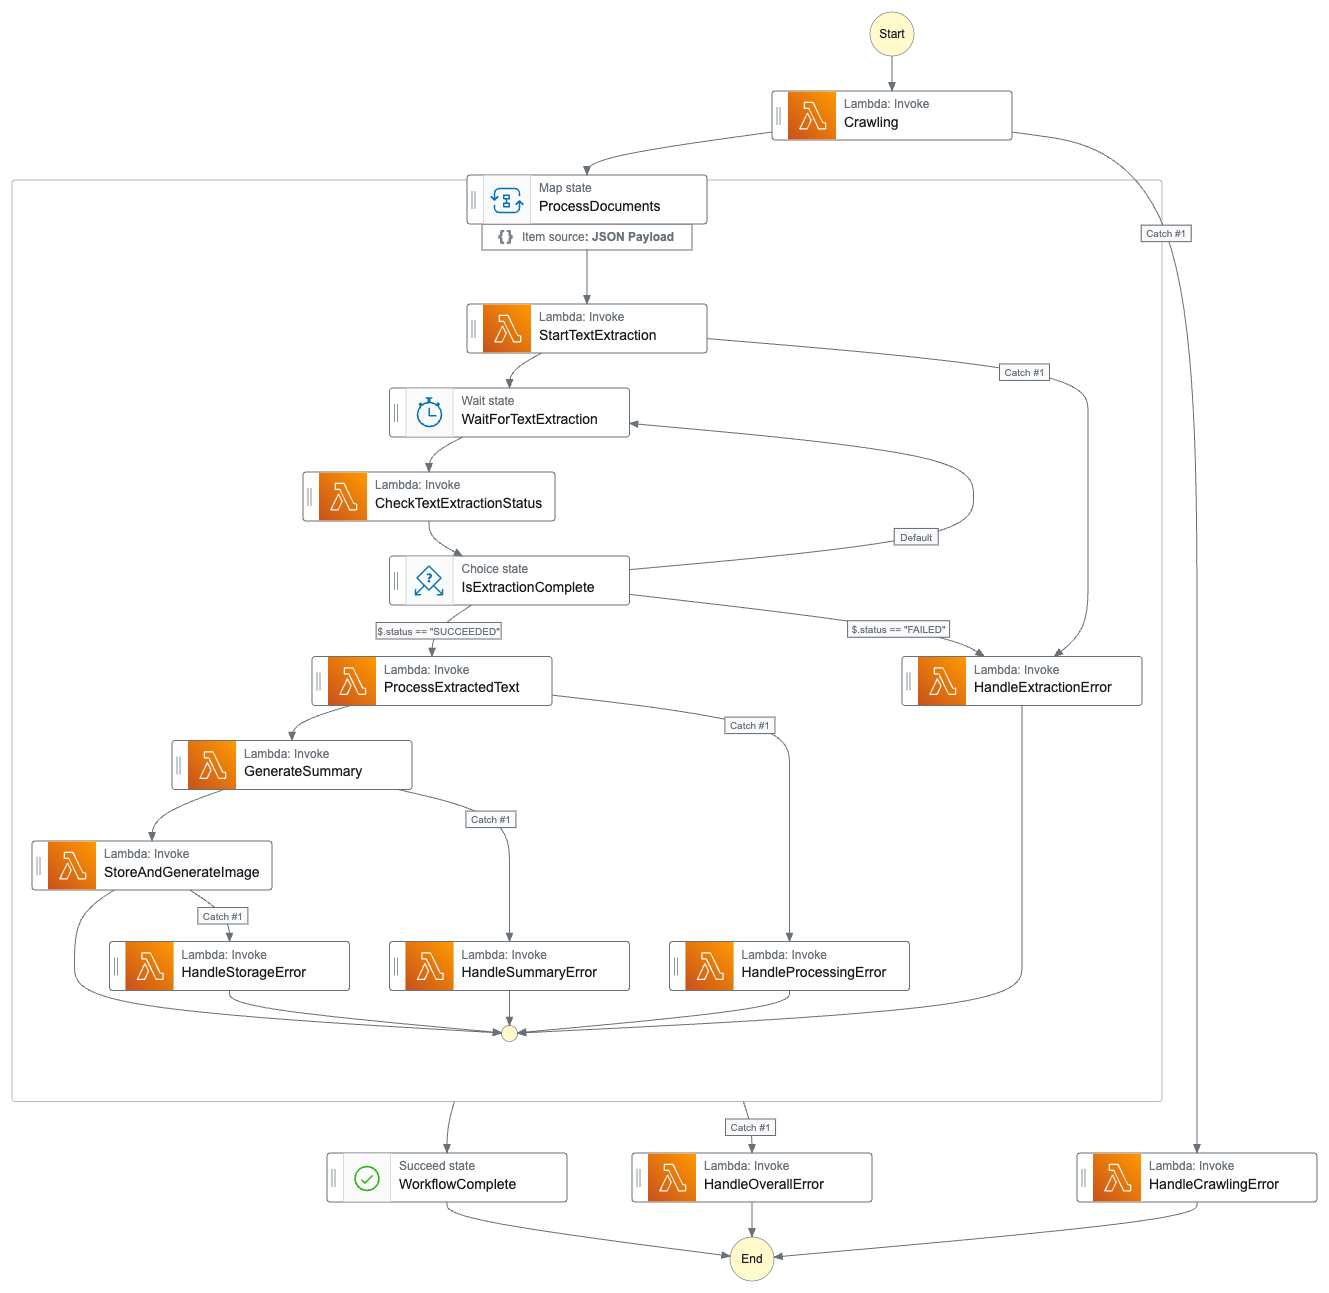 Start
Lambda: Invoke
Crawling
Map state
ProcessDocuments
{} Item source: JSON Payload
Catch #1
Lambda: Invoke
StartTextExtraction
Catch #1
Wait state
WaitForTextExtraction
Lambda: Invoke
CheckTextExtractionStatus
Default
Choice state
IsExtractionComplete
$.status == "SUCCEEDED"
$.status == "FAILED"
Lambda: Invoke
ProcessExtractedText
Lambda: Invoke
HandleExtractionError
Catch #1
Lambda: Invoke
GenerateSummary
Catch #1
Lambda: Invoke
StoreAndGenerateImage
Catch #1
Lambda: Invoke
HandleStorageError
Lambda: Invoke
HandleSummaryError
Lambda: Invoke
HandleProcessingError
Catch #1
Succeed state
WorkflowComplete
Lambda: Invoke
HandleOverallError
Lambda: Invoke
HandleCrawlingError
End